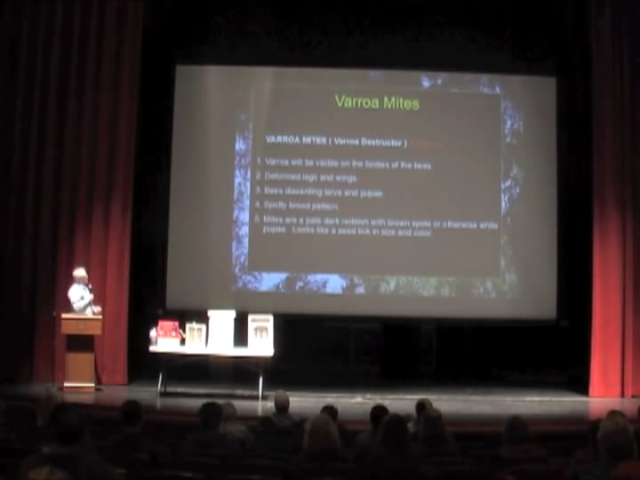 Varroa Mites
VARROA MITES ( Varroa Destructor )
1. Varroa will be visible on the bodies of the bees
2. Deformed legs and wings.
3. Bees discarding larva and pupae.
4. Spotty brood pattern.
5. Mites are a pale dark reddish with brown spots or otherwise white
pupae. Looks like a seed tick in size and color.